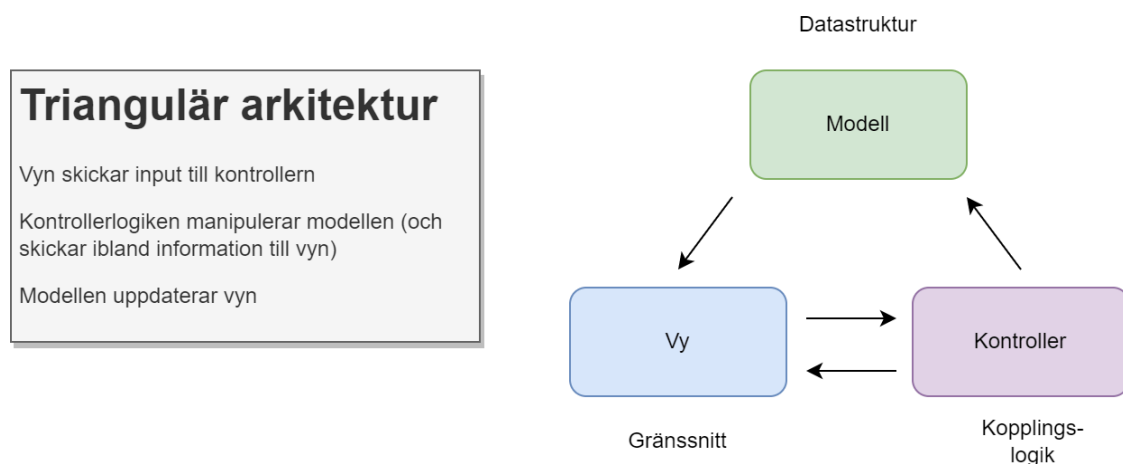 Triangulär arkitektur
Vyn skickar input till kontrollern
Kontrollerlogiken manipulerar modellen (och
skickar ibland information till vyn)
Modellen uppdaterar vyn
Datastruktur
Modell
Vy
Kontroller
Gränssnitt
Kopplings-
logik